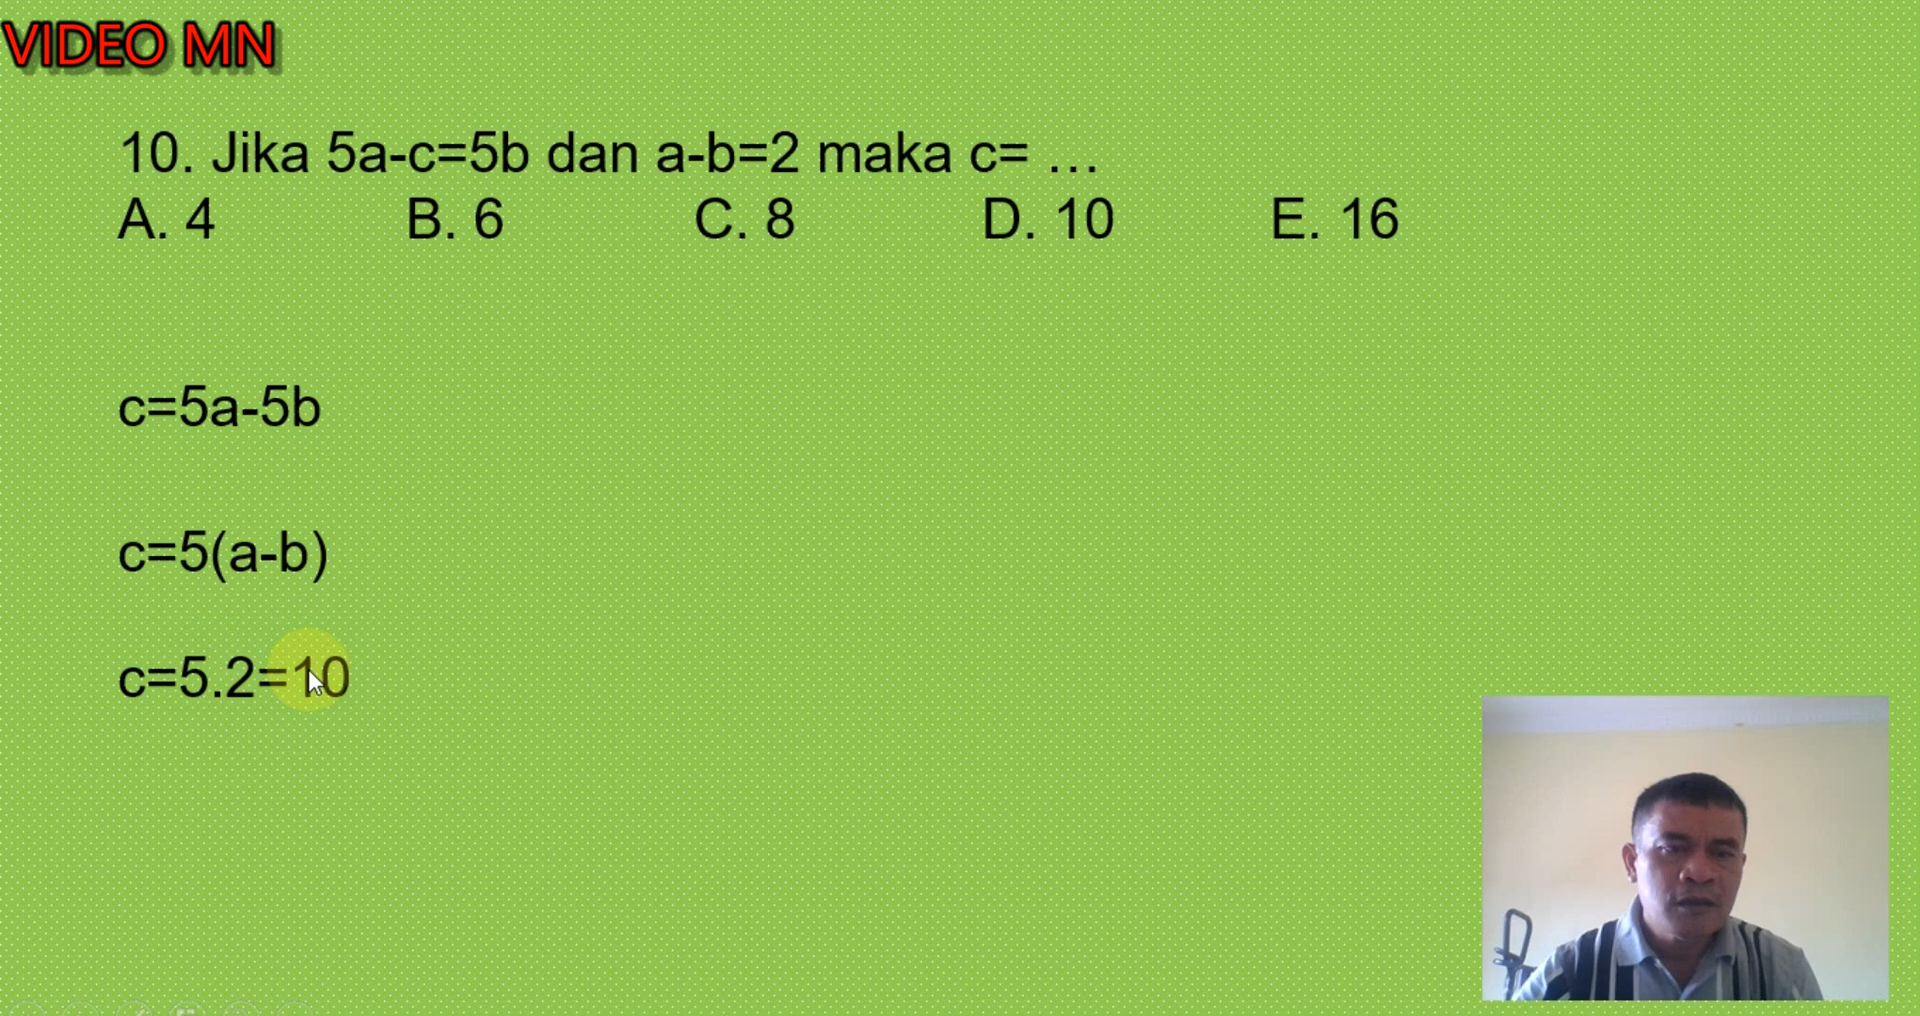 VIDEO MN
10. Jika 5a-c=5b dan a-b=2 maka c= …
A. 4 B. 6 C. 8 D. 10 E. 16
c=5a-5b
c=5(a-b)
c=5.2=10